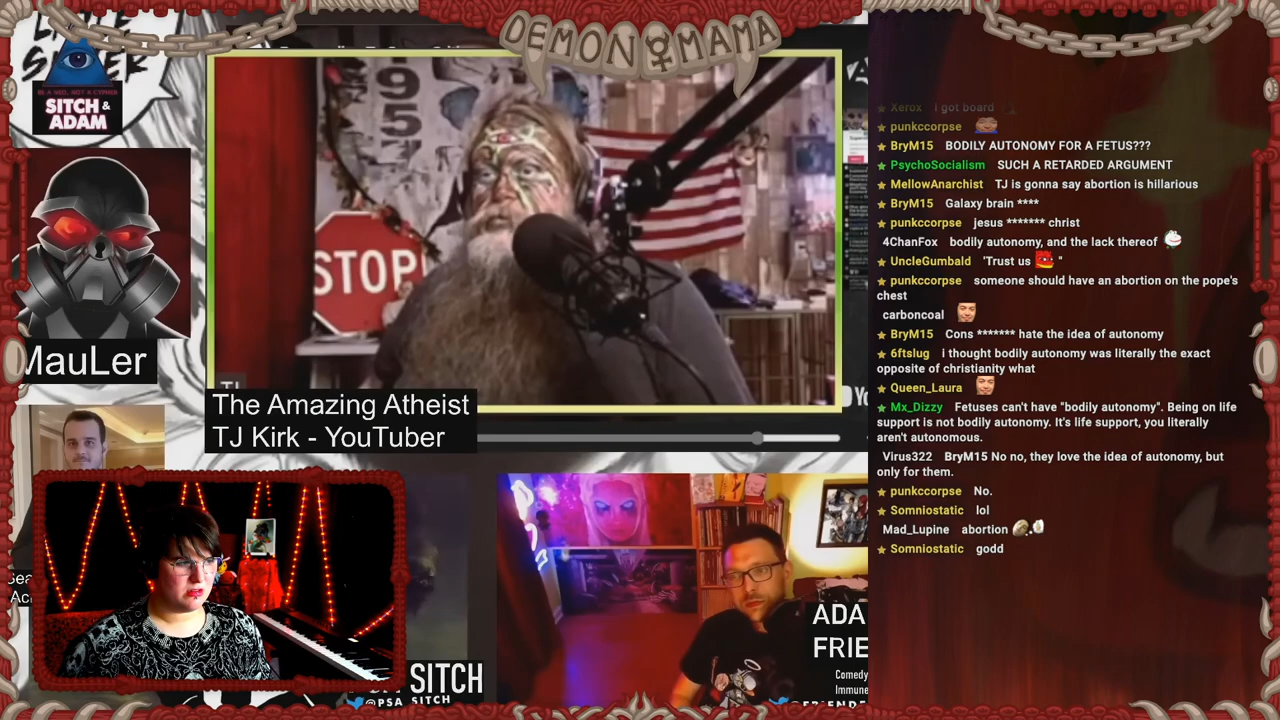 DEMON MAMA
BE A NEO, NOT A CYPHER
SITCH &
ADAM
1957
STOP
MauLer
The Amazing Atheist
TJ Kirk - YouTuber
SITCH
@PSA_SITCH
ADA
FRIE
Comedy
Immune
Xerox I got board
punkccorpse
BryM15 BODILY AUTONOMY FOR A FETUS???
PsychoSocialism SUCH A RETARDED ARGUMENT
MellowAnarchist TJ is gonna say abortion is hillarious
BryM15 Galaxy brain ****
punkccorpse jesus ******* christ
4ChanFox bodily autonomy, and the lack thereof
UncleGumbald 'Trust us "
punkccorpse someone should have an abortion on the pope's
chest
carboncoal
BryM15 Cons ******* hate the idea of autonomy
6ftslug i thought bodily autonomy was literally the exact
opposite of christianity what
Queen_Laura
Mx_Dizzy Fetuses can't have "bodily autonomy". Being on life
support is not bodily autonomy. It's life support, you literally
aren't autonomous.
Virus322 BryM15 No no, they love the idea of autonomy, but
only for them.
punkccorpse No.
Somniostatic lol
Mad_Lupine abortion
Somniostatic godd